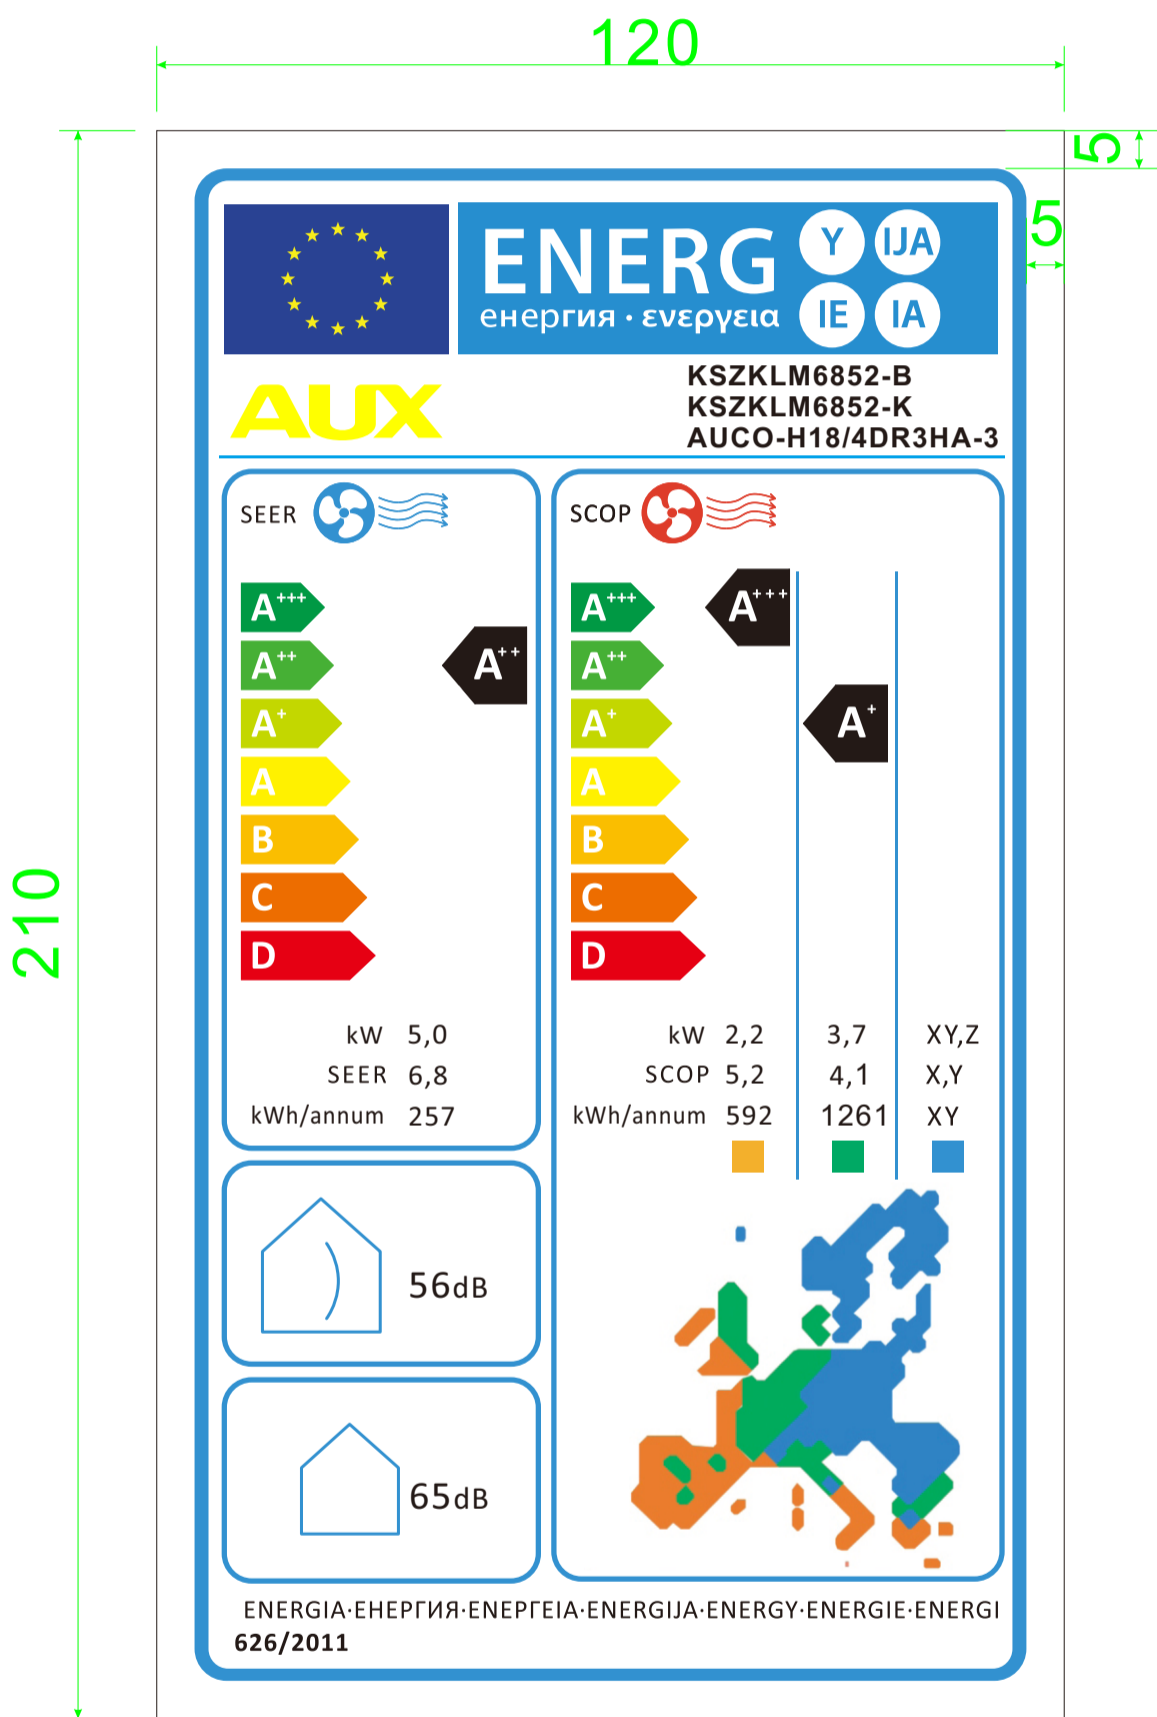 120
5
5
210
ENERG Y IJA
енергия · ενεργεια IE IA
AUX
KSZKLM6852-B
KSZKLM6852-K
AUCO-H18/4DR3HA-3
SEER
A+++
A++
A++
A+
A
B
C
D
kW 5,0
SEER 6,8
kWh/annum 257
SCOP
A+++
A+++
A++
A+
A+
A
B
C
D
kW 2,2 3,7 XY,Z
SCOP 5,2 4,1 X,Y
kWh/annum 592 1261 XY
56dB
65dB
ENERGIA·ЕНЕРГИЯ·ΕΝΕΡΓΕΙΑ·ENERGIJA·ENERGY·ENERGIE·ENERGI
626/2011